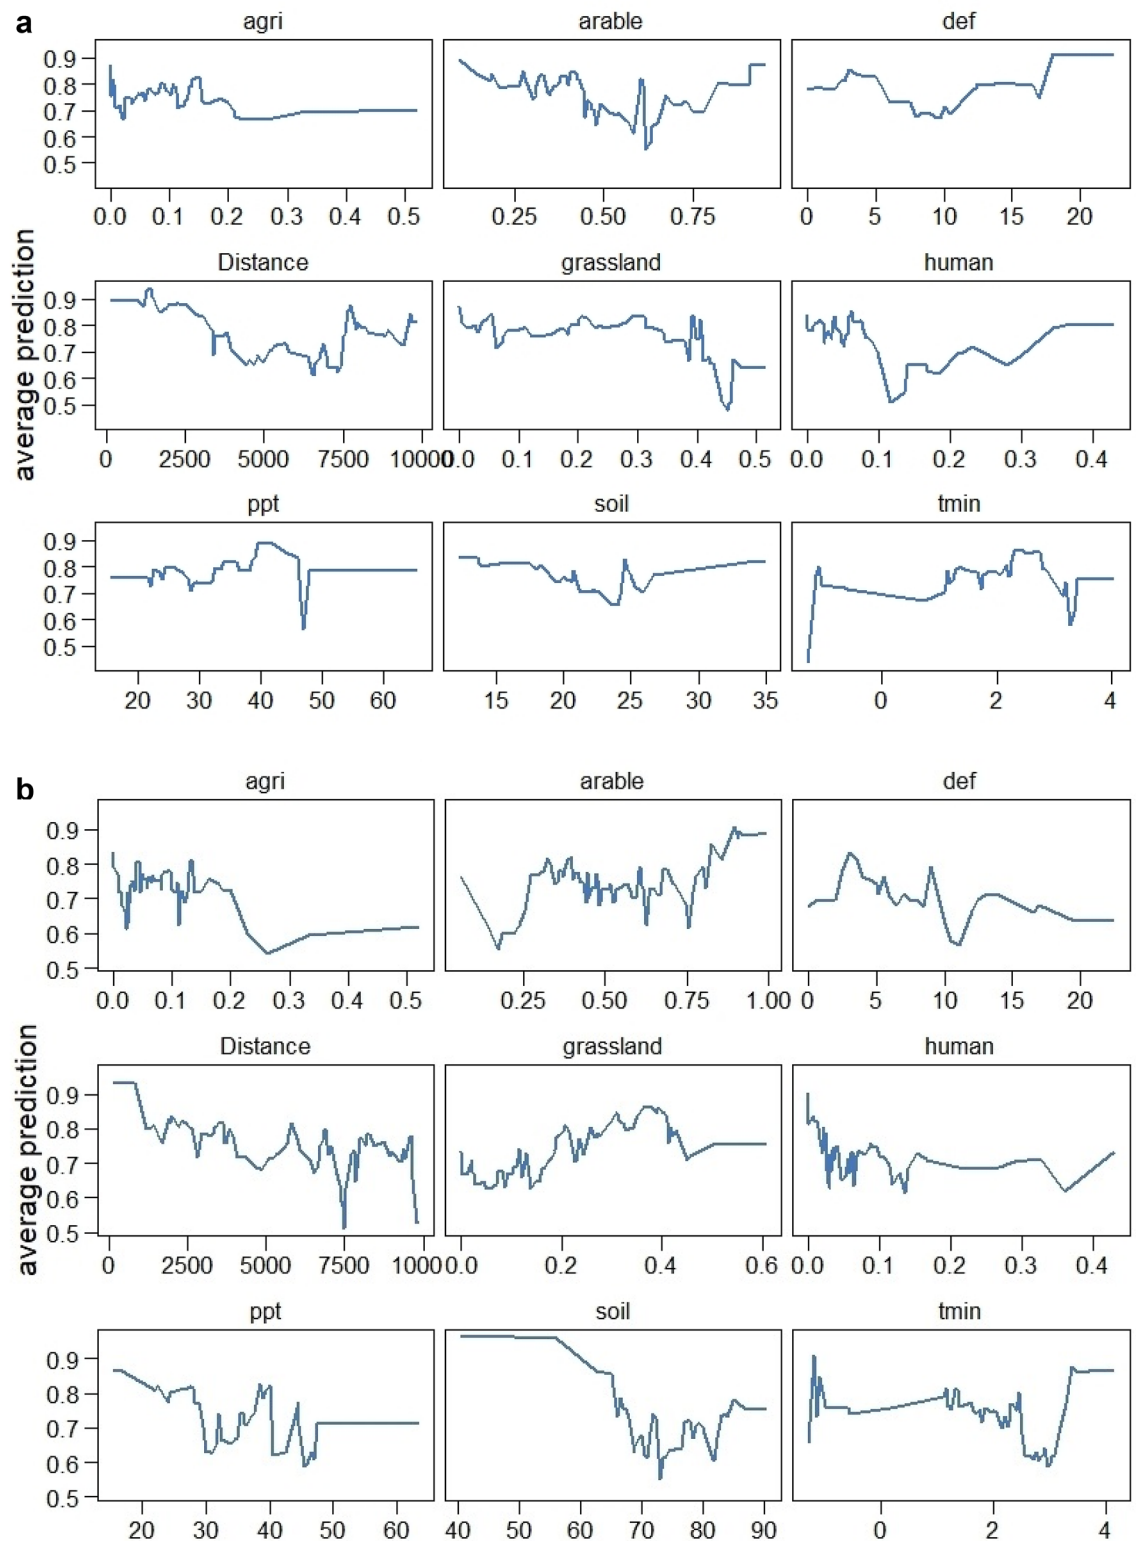 a
agri arable def
0.9
0.8
0.7
0.6
0.5
0.0 0.1 0.2 0.3 0.4 0.5 0.25 0.50 0.75 0 5 10 15 20
average prediction
Distance grassland human
0.9
0.8
0.7
0.6
0.5
0 2500 5000 7500 10000 0.0 0.1 0.2 0.3 0.4 0.5 0.0 0.1 0.2 0.3 0.4
ppt soil tmin
0.9
0.8
0.7
0.6
0.5
20 30 40 50 60 15 20 25 30 35 0 2 4
b
agri arable def
0.9
0.8
0.7
0.6
0.5
0.0 0.1 0.2 0.3 0.4 0.5 0.25 0.50 0.75 1.00 0 5 10 15 20
average prediction
Distance grassland human
0.9
0.8
0.7
0.6
0.5
0 2500 5000 7500 10000 0.0 0.2 0.4 0.6 0.0 0.1 0.2 0.3 0.4
ppt soil tmin
0.9
0.8
0.7
0.6
0.5
20 30 40 50 60 40 50 60 70 80 90 0 2 4